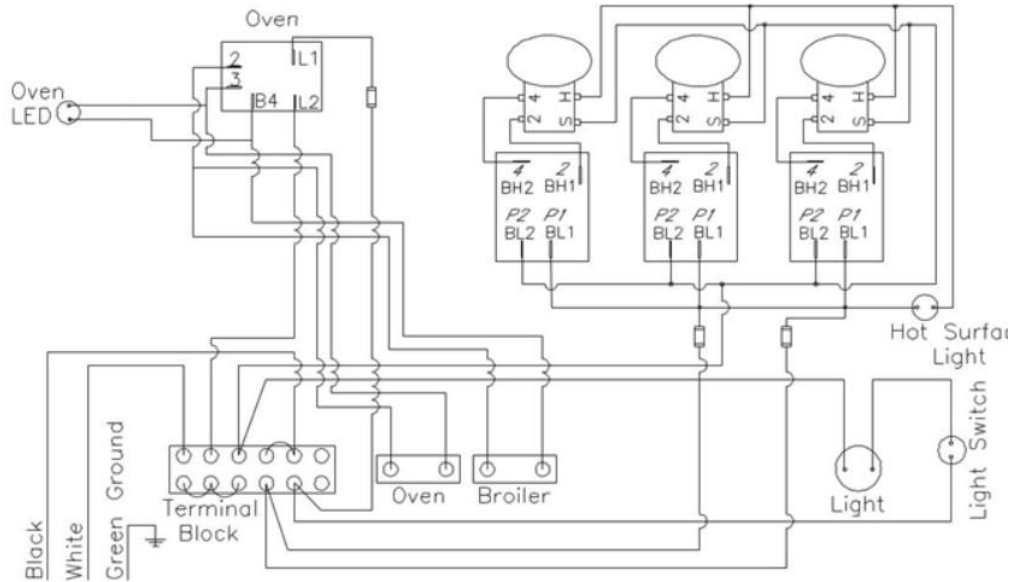 Oven
2
L1
3
Oven
LED
B4
L2
4
H
2
S
4
H
2
S
4
H
2
S
4
2
BH2
BH1
P2
P1
BL2
BL1
4
2
BH2
BH1
P2
P1
BL2
BL1
4
2
BH2
BH1
P2
P1
BL2
BL1
Hot
Light
Black
White
Green Ground
Terminal
Block
Oven
Broiler
Light
Light Switch